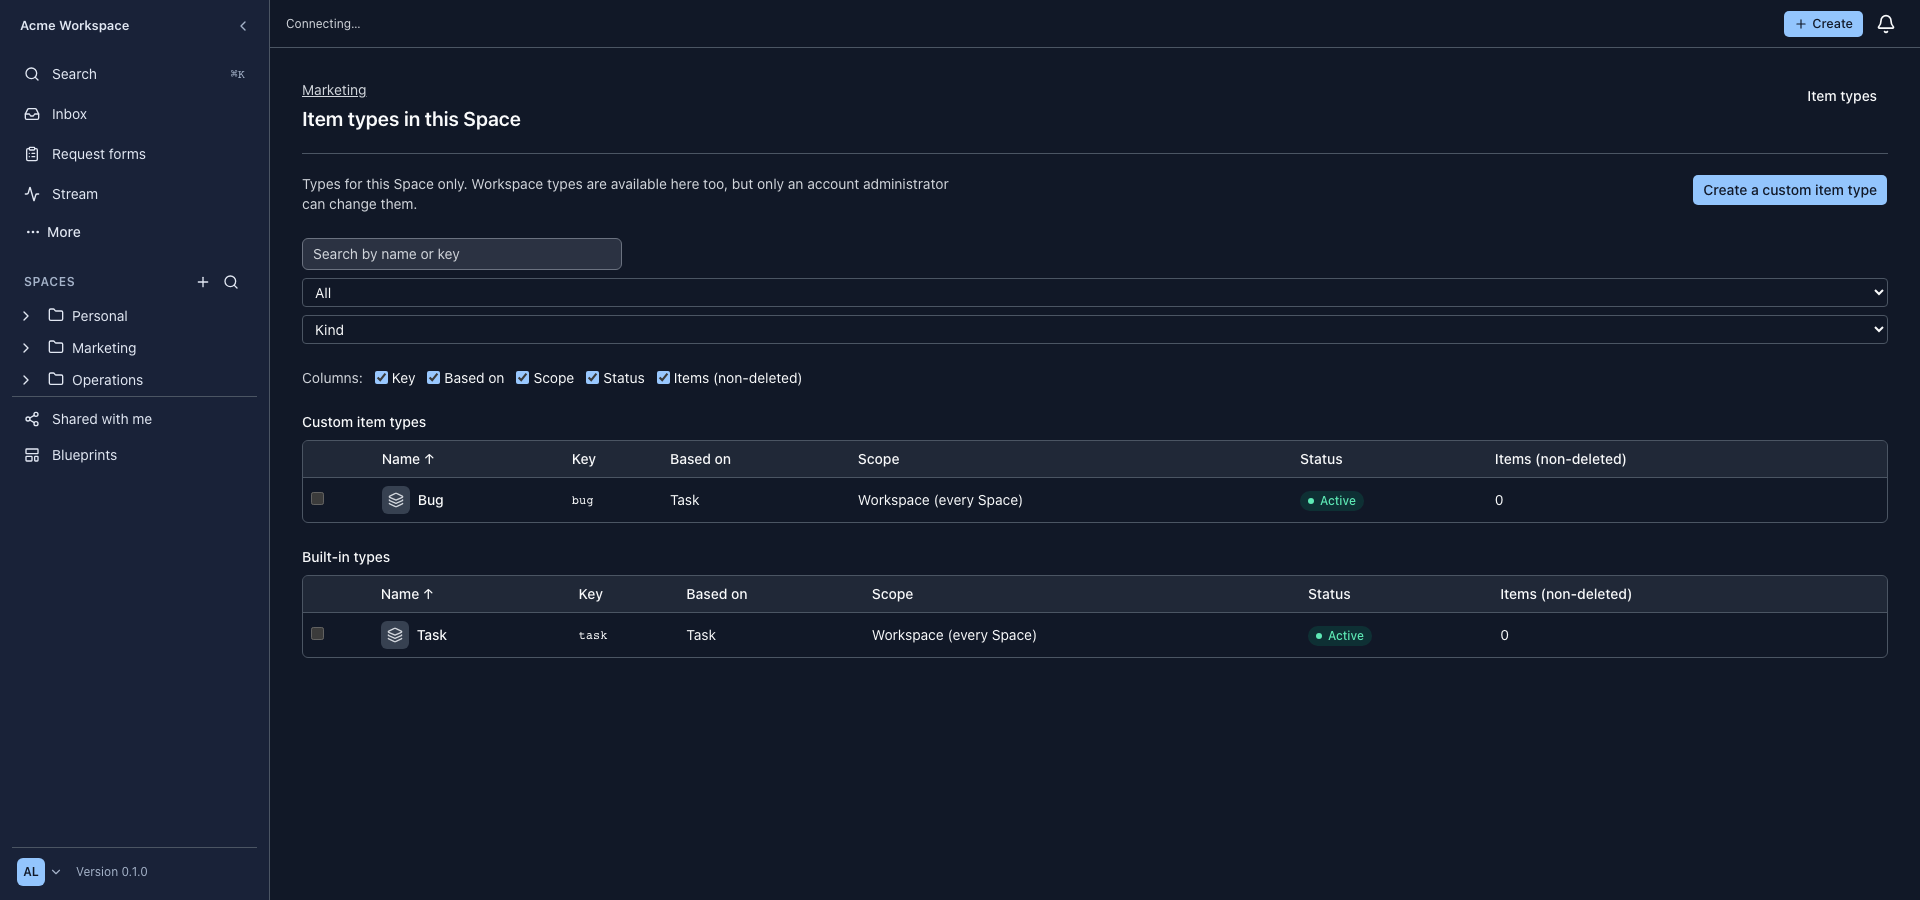 Acme Workspace
Connecting...
Create
Search ⌘K
Inbox
Request forms
Stream
More
SPACES
Personal
Marketing
Operations
Shared with me
Blueprints
AL
Version 0.1.0
Marketing
Item types in this Space
Item types
Types for this Space only. Workspace types are available here too, but only an account administrator
can change them.
Create a custom item type
Search by name or key
All
Kind
Columns: Key Based on Scope Status Items (non-deleted)
Custom item types
Name ↑ Key Based on Scope Status Items (non-deleted)
Bug bug Task Workspace (every Space) Active 0
Built-in types
Name ↑ Key Based on Scope Status Items (non-deleted)
Task task Task Workspace (every Space) Active 0